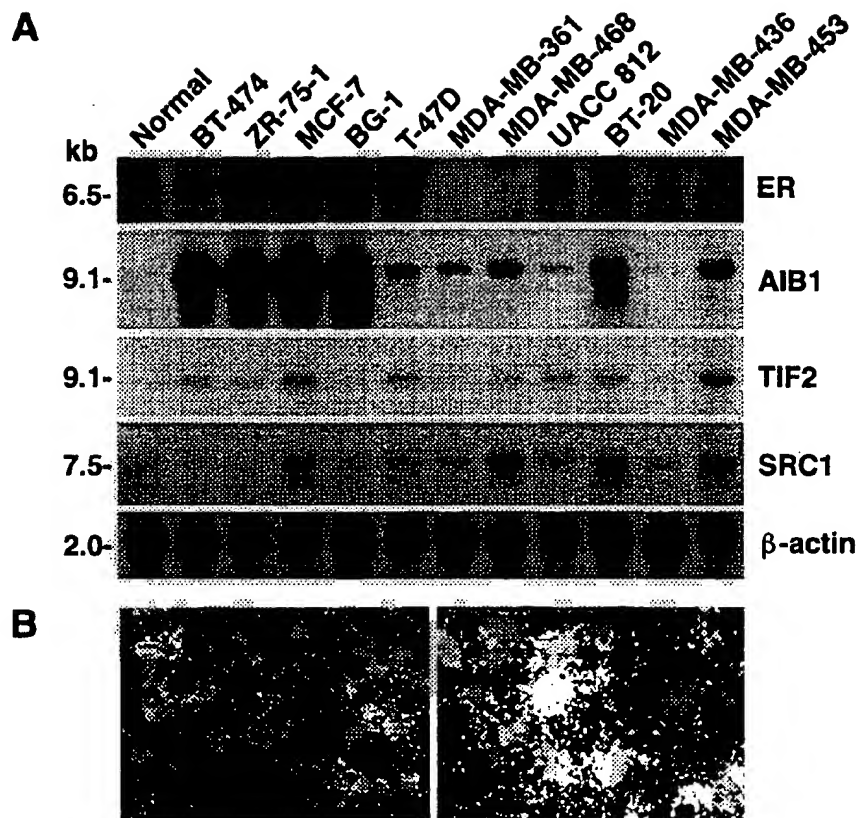 A
Normal
BT-474
ZR-75-1
MCF-7
BG-1
T-47D
MDA-MB-361
MDA-MB-468
UACC 812
BT-20
MDA-MB-436
MDA-MB-453
kb
6.5- ER
9.1- AIB1
9.1- TIF2
7.5- SRC1
2.0- β-actin
B